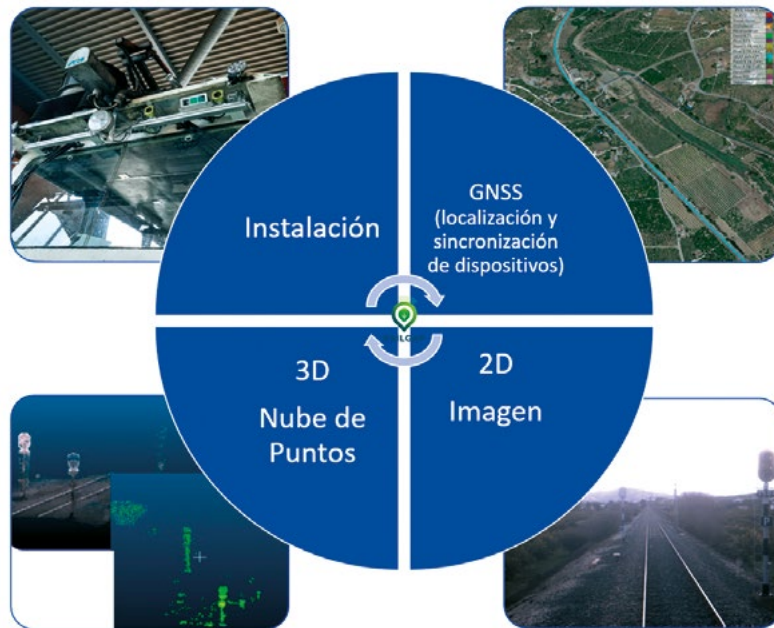 Instalación
GNSS
(localización y
sincronización
de dispositivos)
3D
Nube de
Puntos
2D
Imagen